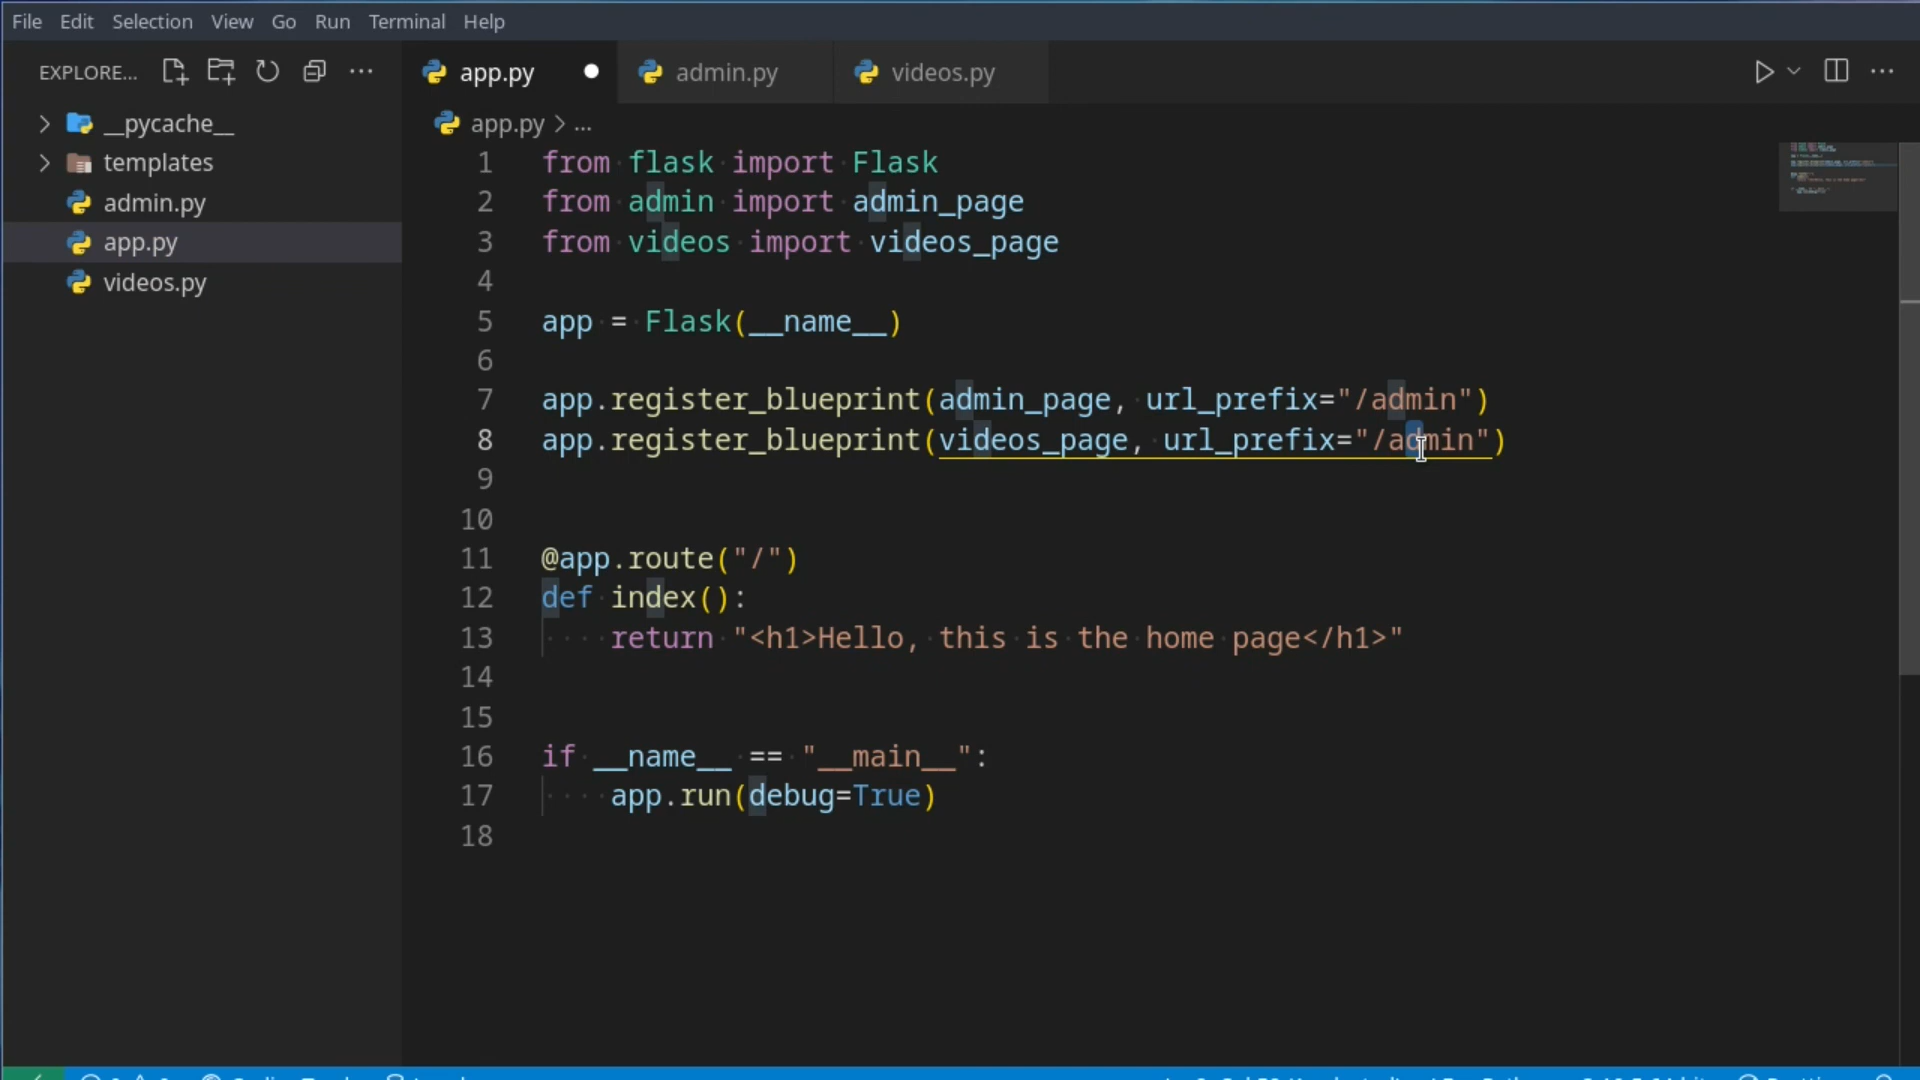 File Edit Selection View Go Run Terminal Help
EXPLORE... app.py admin.py videos.py
__pycache__
templates
admin.py
app.py
videos.py
app.py > ...
1 from flask import Flask
2 from admin import admin_page
3 from videos import videos_page
4
5 app = Flask(__name__)
6
7 app.register_blueprint(admin_page, url_prefix="/admin")
8 app.register_blueprint(videos_page, url_prefix="/admin")
9
10
11 @app.route("/")
12 def index():
13 return "<h1>Hello, this is the home page</h1>"
14
15
16 if __name__ == "__main__":
17 app.run(debug=True)
18